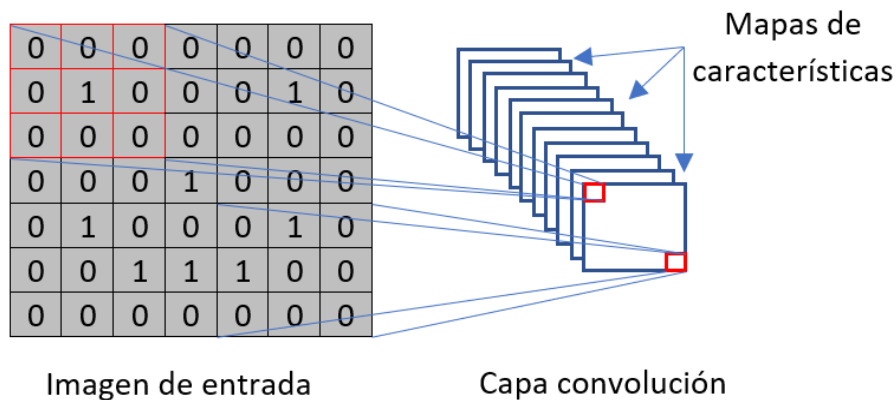 0 0 0 0 0 0 0
0 1 0 0 0 1 0
0 0 0 0 0 0 0
0 0 0 1 0 0 0
0 1 0 0 0 1 0
0 0 1 1 1 0 0
0 0 0 0 0 0 0
Mapas de
características
Imagen de entrada
Capa convolución